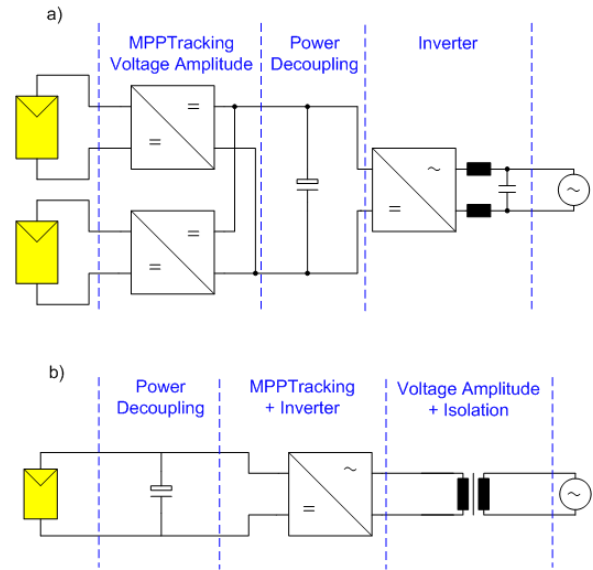 a)
MPPTracking
Voltage Amplitude
Power
Decoupling
Inverter
=
=
~
=
=
=
~
b)
Power
Decoupling
MPPTracking
+ Inverter
Voltage Amplitude
+ Isolation
~
=
~